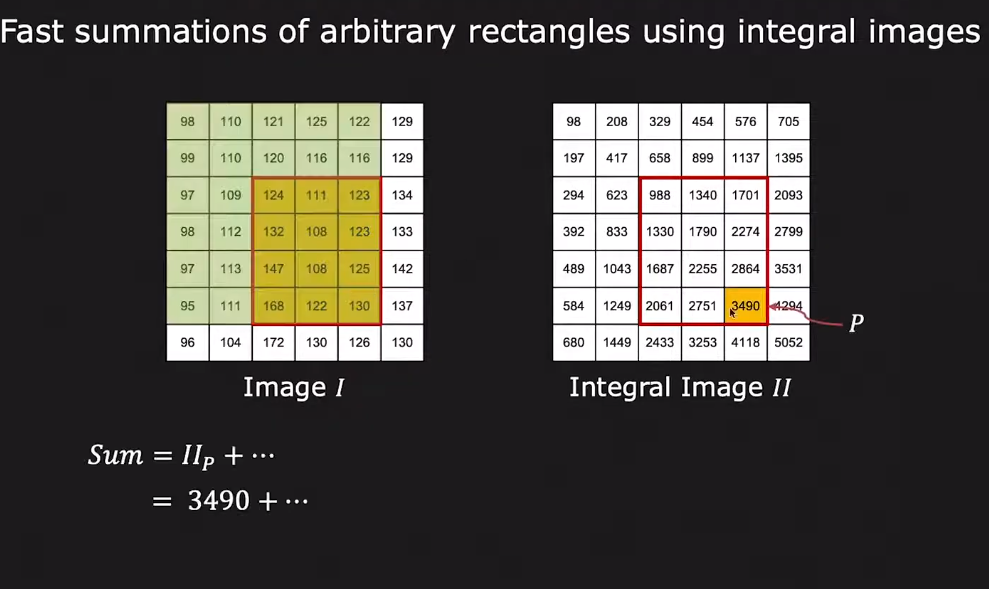 Fast summations of arbitrary rectangles using integral images
98 110 121 125 122 129
99 110 120 116 116 129
97 109 124 111 123 134
98 112 132 108 123 133
97 113 147 108 125 142
95 111 168 122 130 137
96 104 172 130 126 130
Image I
98 208 329 454 576 705
197 417 658 899 1137 1395
294 623 988 1340 1701 2093
392 833 1330 1790 2274 2799
489 1043 1687 2255 2864 3531
584 1249 2061 2751 3490 4294
680 1449 2433 3253 4118 5052
P
Integral Image II
Sum = II_P + ⋯
= 3490 + ⋯